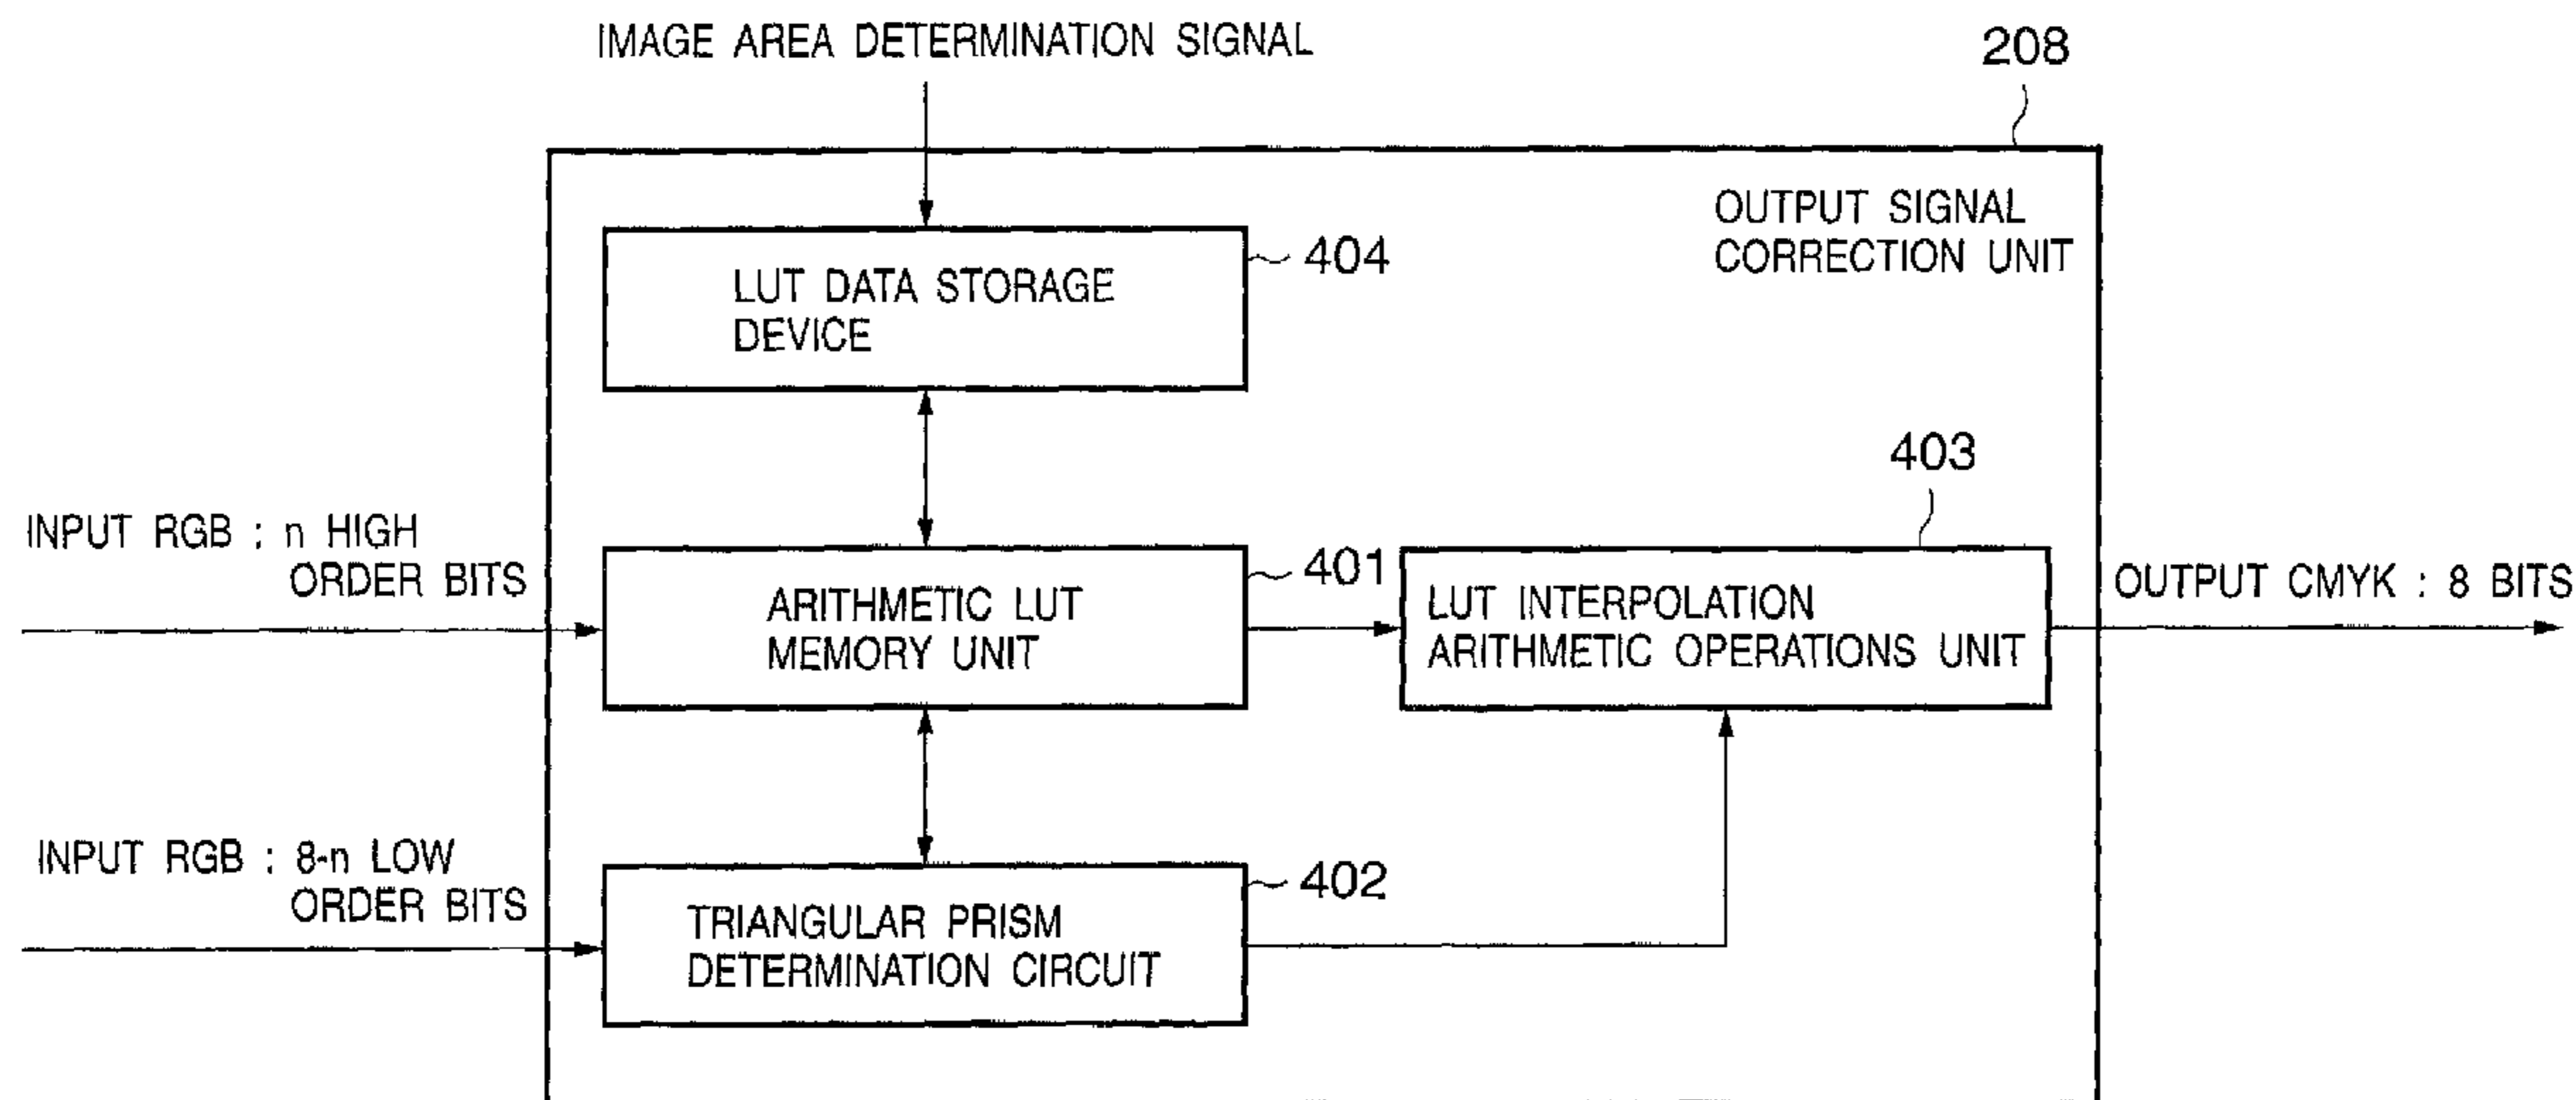 IMAGE AREA DETERMINATION SIGNAL
208
OUTPUT SIGNAL
CORRECTION UNIT
LUT DATA STORAGE
DEVICE
404
403
INPUT RGB : n HIGH
ORDER BITS
ARITHMETIC LUT
MEMORY UNIT
401
LUT INTERPOLATION
ARITHMETIC OPERATIONS UNIT
OUTPUT CMYK : 8 BITS
INPUT RGB : 8-n LOW
ORDER BITS
TRIANGULAR PRISM
DETERMINATION CIRCUIT
402